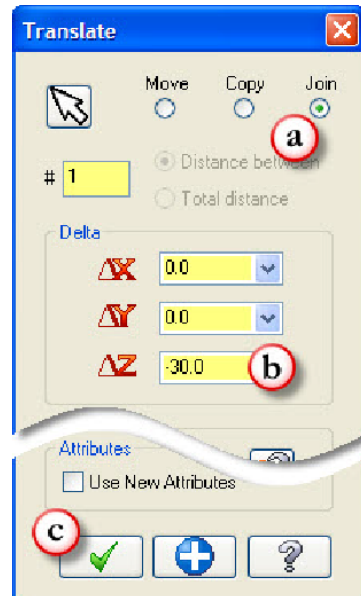 Translate
Move Copy Join
a
# 1
Distance between
Total distance
Delta
ΔX 0.0
ΔY 0.0
ΔZ -30.0 b
Attributes
Use New Attributes
c
?